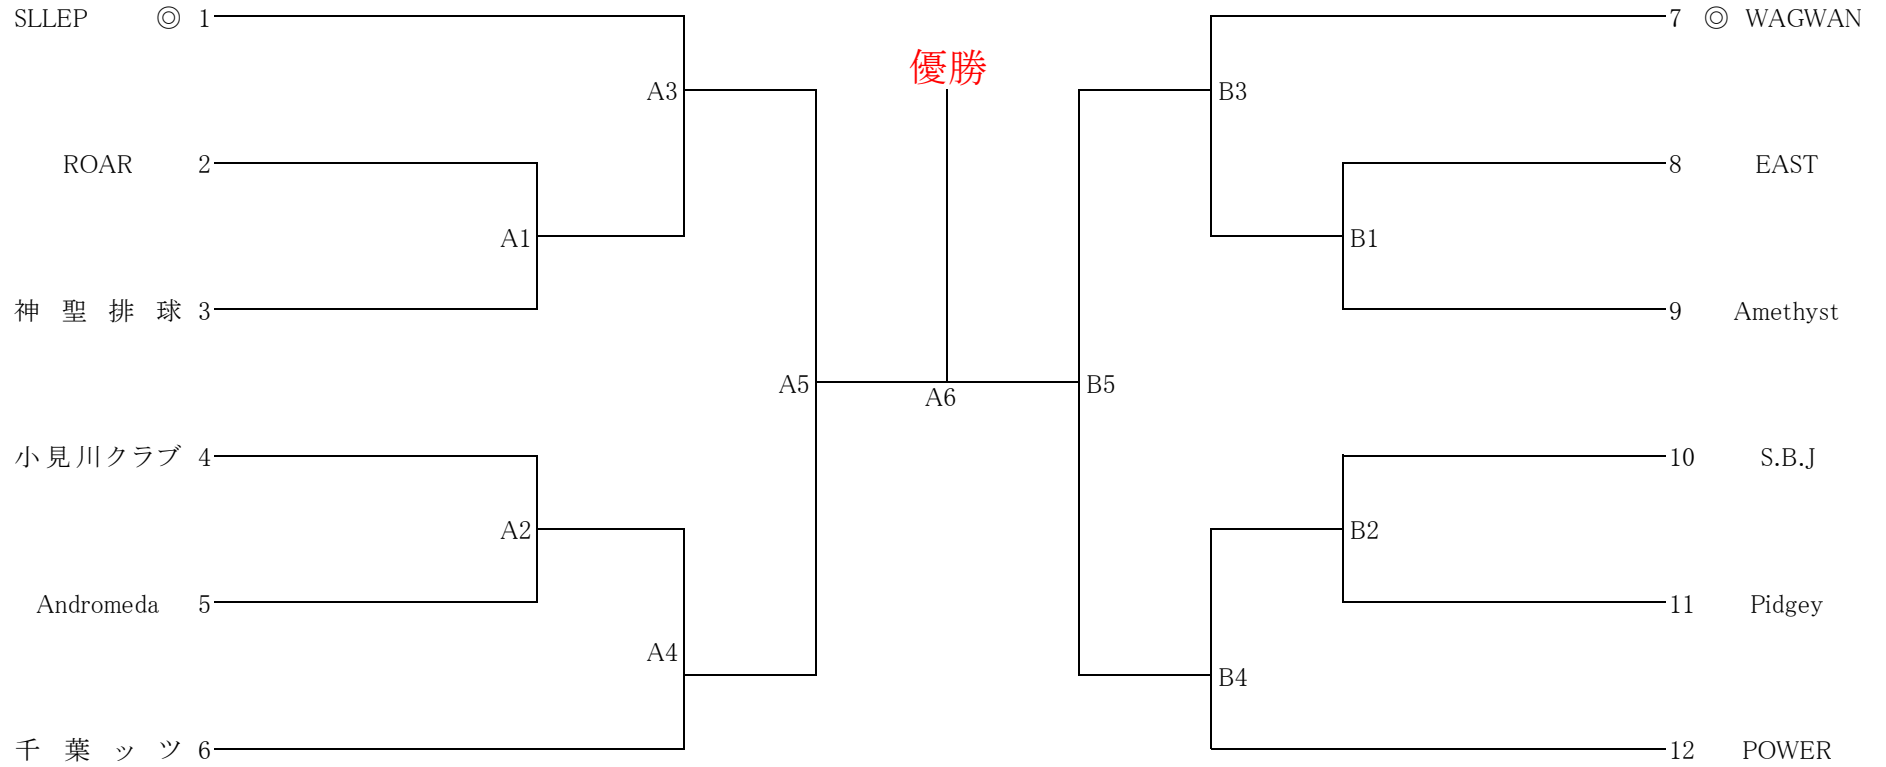 SLLEP ◎ 1
7 ◎ WAGWAN
優勝
A3
B3
ROAR 2
8 EAST
A1
B1
神聖排球 3
9 Amethyst
A5
A6
B5
小見川クラブ 4
10 S.B.J
A2
B2
Andromeda 5
11 Pidgey
A4
B4
千葉ッツ 6
12 POWER